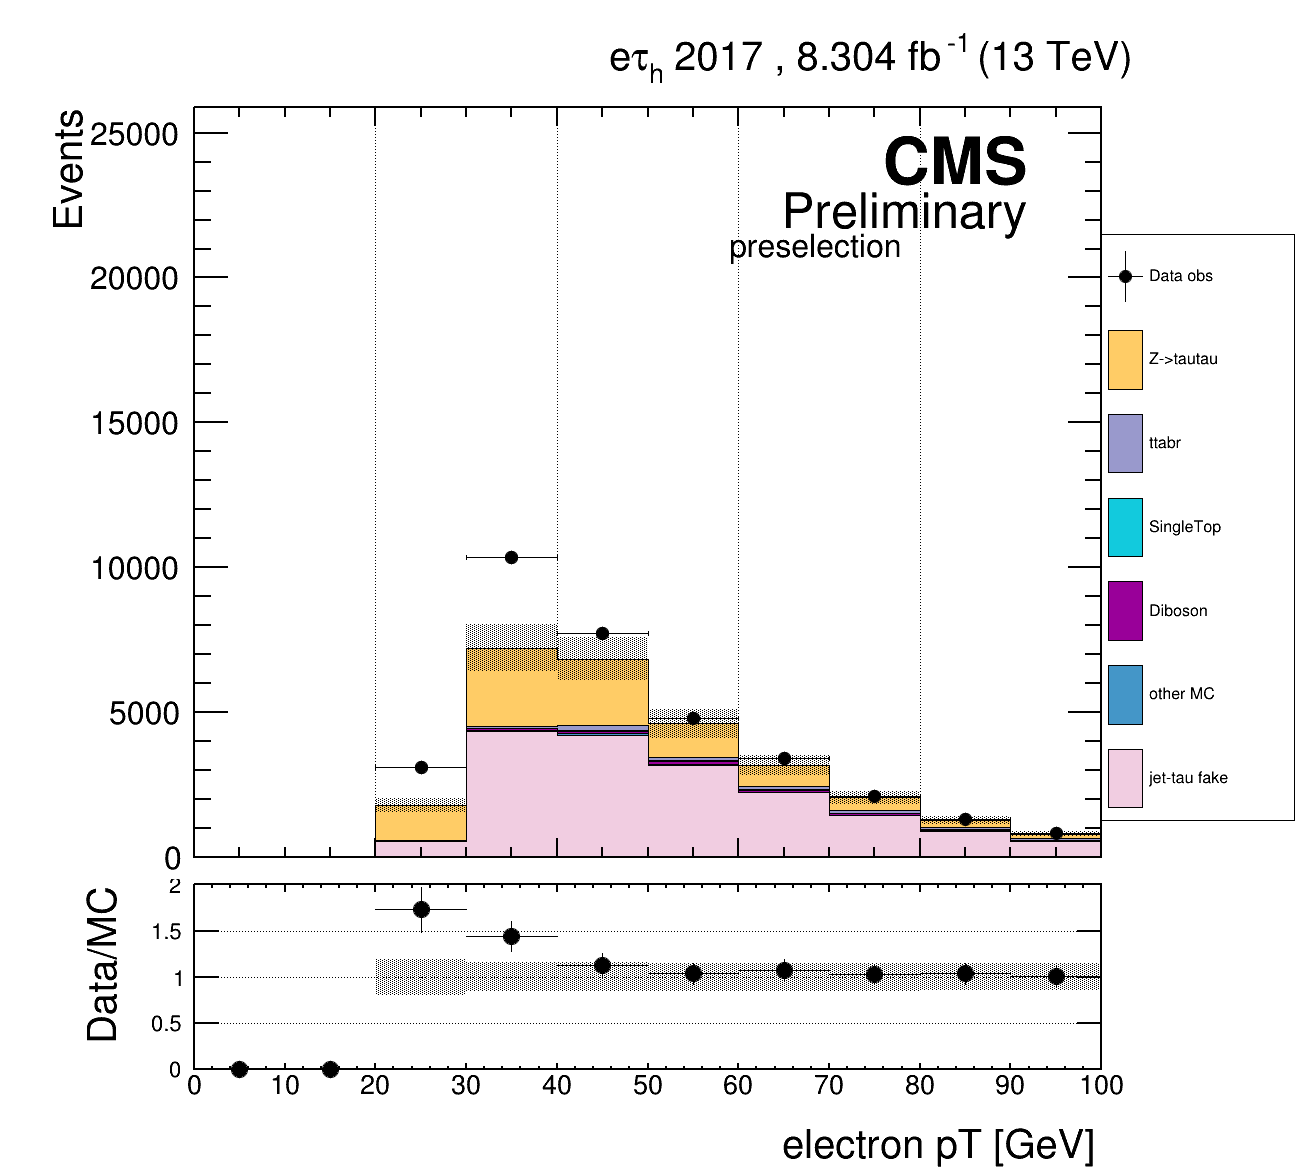 eτh 2017 , 8.304 fb-1 (13 TeV)
Events
25000
20000
15000
10000
5000
0
CMS
Preliminary
preselection
Data obs
Z->tautau
ttabr
SingleTop
Diboson
other MC
jet-tau fake
Data/MC
2
1.5
1
0.5
0
0 10 20 30 40 50 60 70 80 90 100
electron pT [GeV]